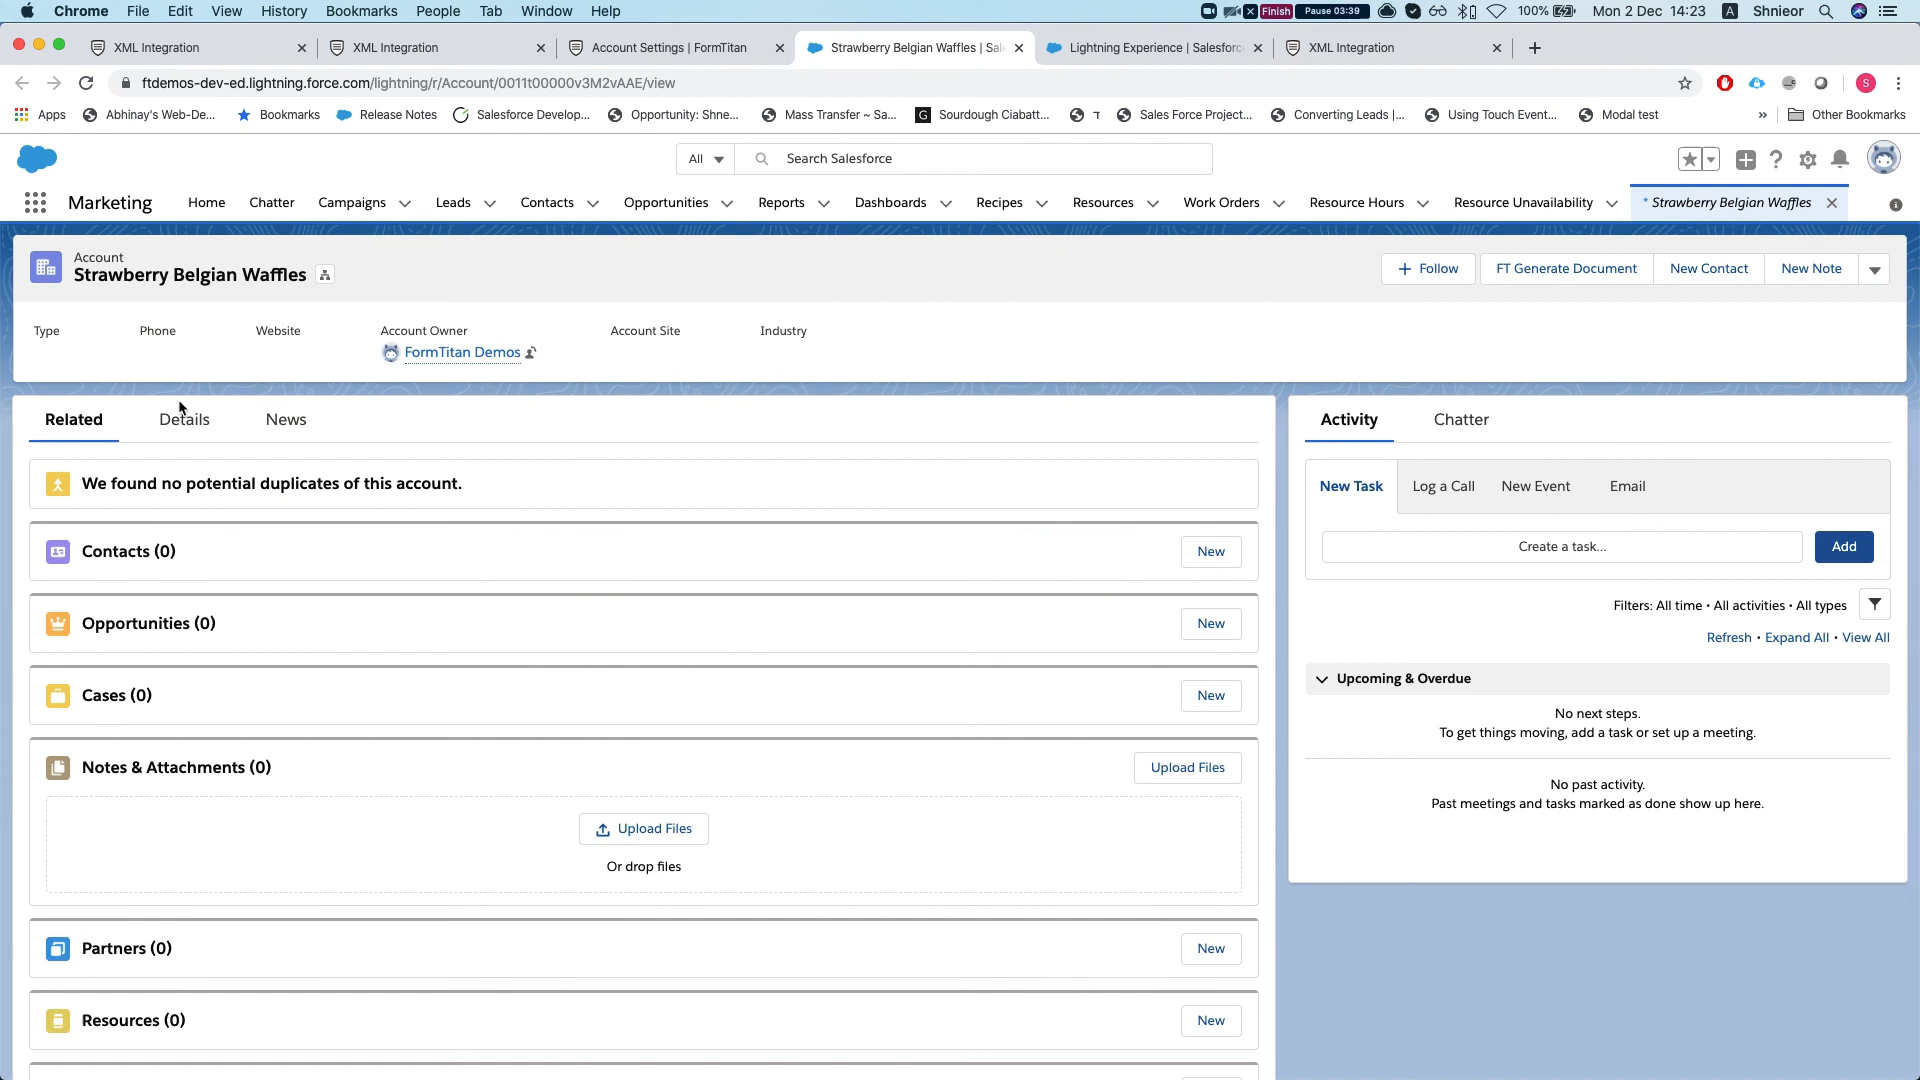 Chrome File Edit View History Bookmarks People Tab Window Help Finish Pause 03:39 100% Mon 2 Dec 14:23 A Shnieor
XML Integration XML Integration Account Settings | FormTitan Strawberry Belgian Waffles | Sal Lightning Experience | Salesforc XML Integration
ftdemos-dev-ed.lightning.force.com/lightning/r/Account/0011t00000v3M2vAAE/view S
Apps Abhinay's Web-De... Bookmarks Release Notes Salesforce Develop... Opportunity: Shne... Mass Transfer ~ Sa... G Sourdough Ciabatt... T Sales Force Project... Converting Leads |... Using Touch Event... Modal test » Other Bookmarks
All Search Salesforce
Marketing Home Chatter Campaigns Leads Contacts Opportunities Reports Dashboards Recipes Resources Work Orders Resource Hours Resource Unavailability * Strawberry Belgian Waffles
Account
Strawberry Belgian Waffles
+ Follow FT Generate Document New Contact New Note
Type Phone Website Account Owner Account Site Industry
FormTitan Demos
Related Details News
We found no potential duplicates of this account.
Contacts (0) New
Opportunities (0) New
Cases (0) New
Notes & Attachments (0) Upload Files
Upload Files
Or drop files
Partners (0) New
Resources (0) New
Activity Chatter
New Task Log a Call New Event Email
Create a task... Add
Filters: All time • All activities • All types
Refresh • Expand All • View All
Upcoming & Overdue
No next steps.
To get things moving, add a task or set up a meeting.
No past activity.
Past meetings and tasks marked as done show up here.